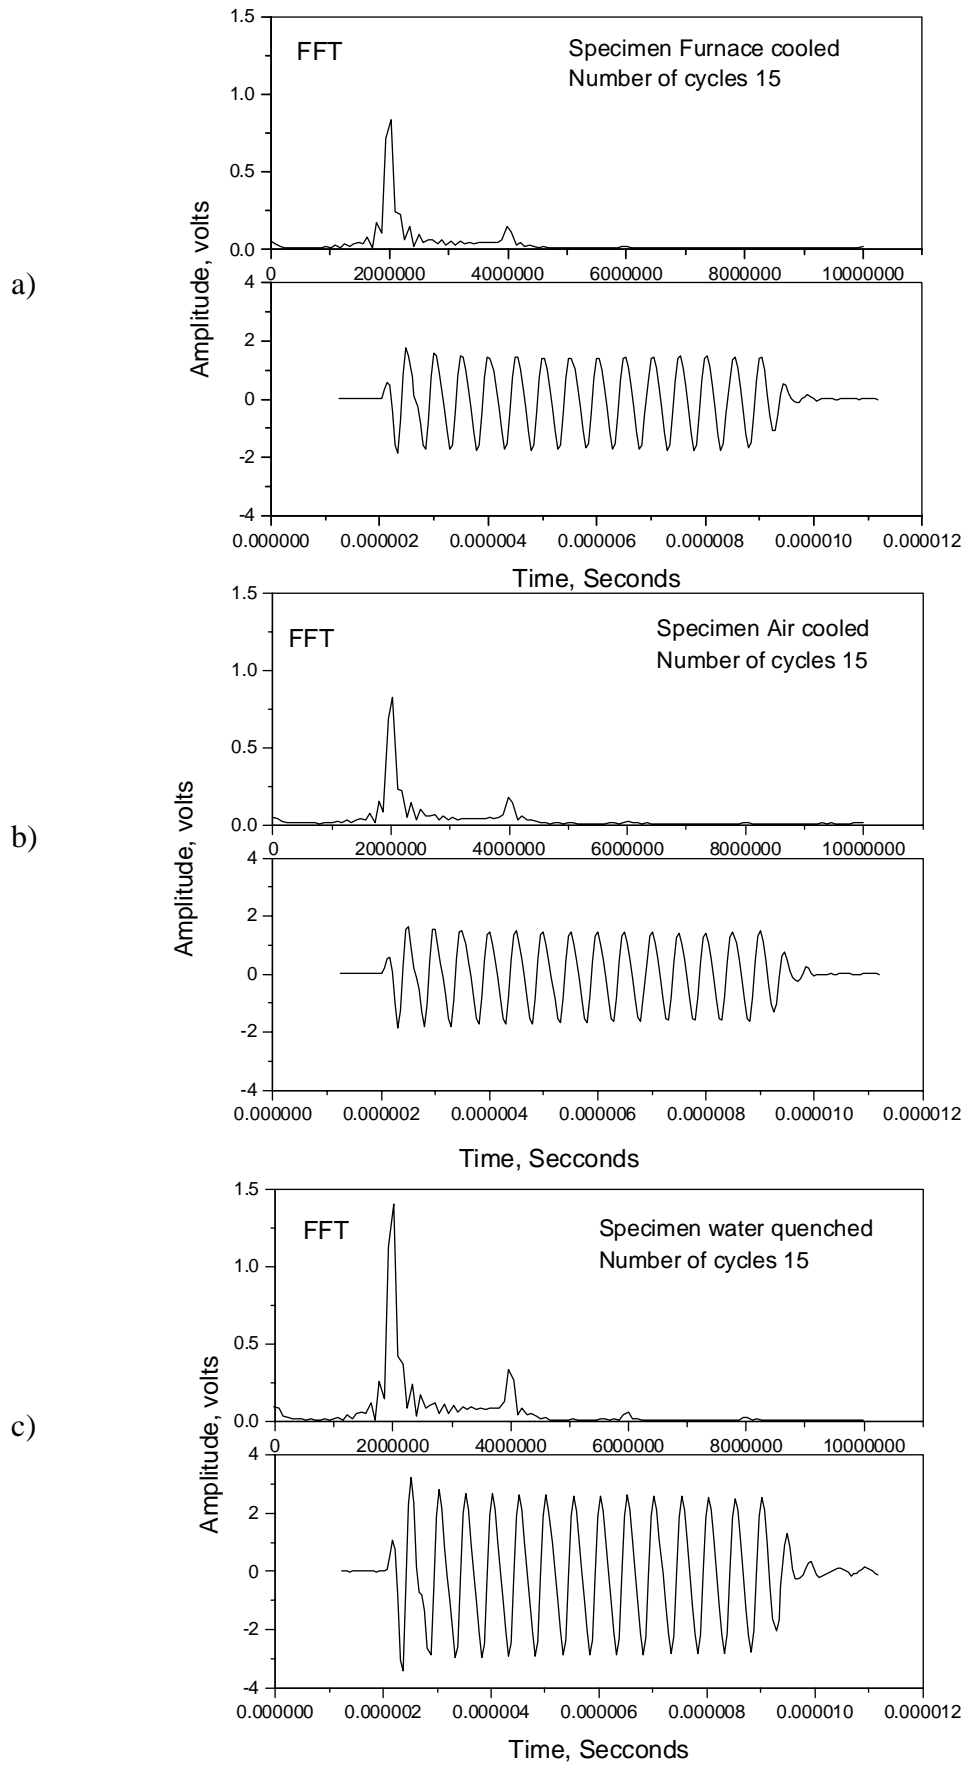 a)
Amplitude, volts
FFT
Specimen Furnace cooled
Number of cycles 15
1.5
1.0
0.5
0.0
0 2000000 4000000 6000000 8000000 10000000
4
2
0
-2
-4
0.000000 0.000002 0.000004 0.000006 0.000008 0.000010 0.000012
Time, Seconds
b)
Amplitude, volts
FFT
Specimen Air cooled
Number of cycles 15
1.5
1.0
0.5
0.0
0 2000000 4000000 6000000 8000000 10000000
4
2
0
-2
-4
0.000000 0.000002 0.000004 0.000006 0.000008 0.000010 0.000012
Time, Secconds
c)
Amplitude, volts
FFT
Specimen water quenched
Number of cycles 15
1.5
1.0
0.5
0.0
0 2000000 4000000 6000000 8000000 10000000
4
2
0
-2
-4
0.000000 0.000002 0.000004 0.000006 0.000008 0.000010 0.000012
Time, Secconds